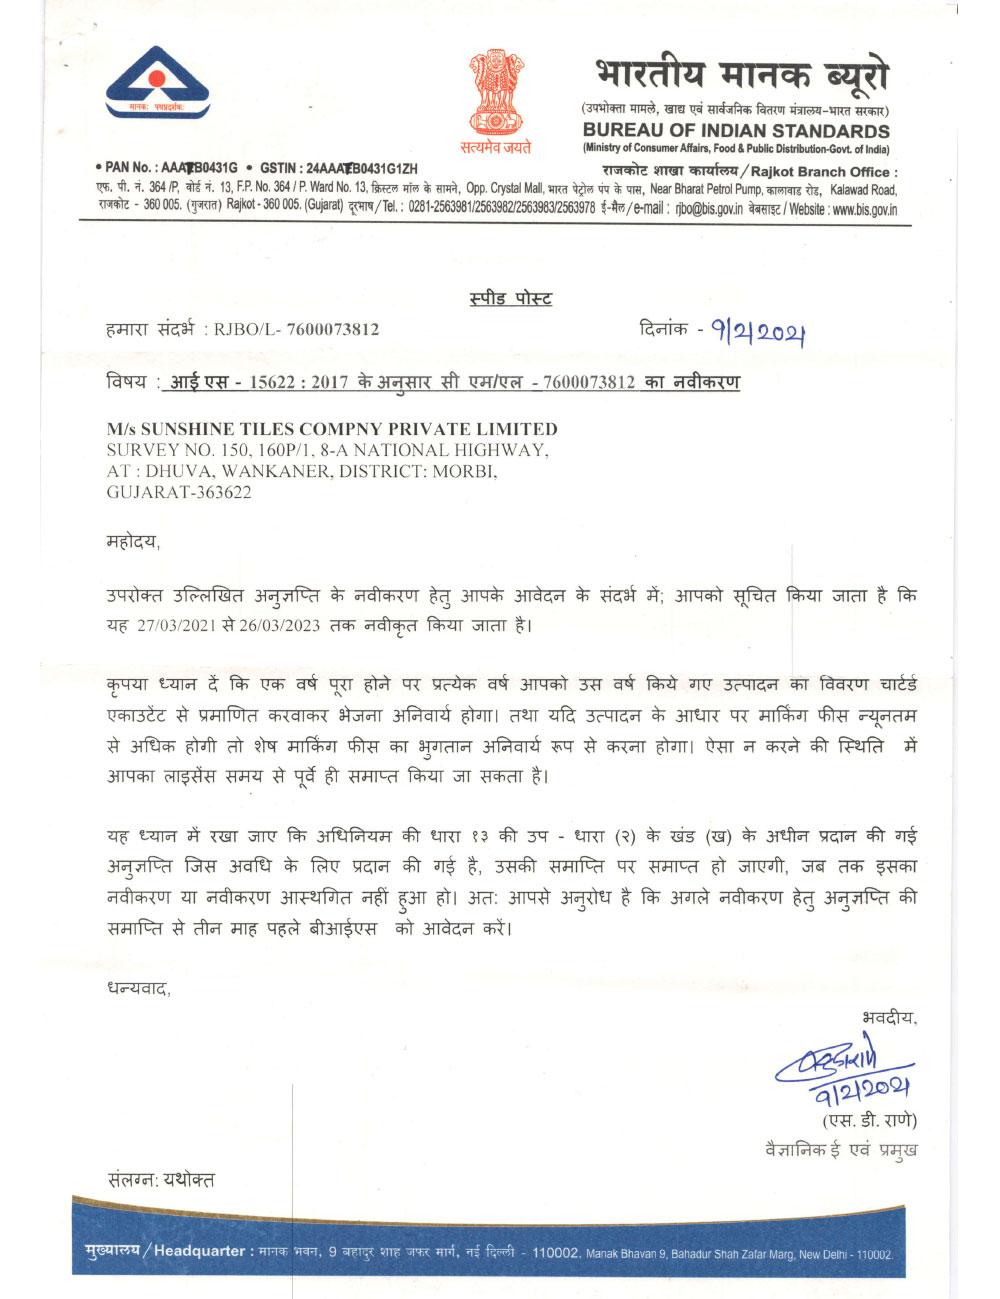 मानकः पथप्रदर्शकः
सत्यमेव जयते
भारतीय मानक ब्यूरो
(उपभोक्ता मामले, खाद्य एवं सार्वजनिक वितरण मंत्रालय–भारत सरकार)
BUREAU OF INDIAN STANDARDS
(Ministry of Consumer Affairs, Food & Public Distribution-Govt. of India)
• PAN No. : AAATB0431G • GSTIN : 24AAATB0431G1ZH
राजकोट शाखा कार्यालय / Rajkot Branch Office :
एफ. पी. नं. 364 /P, वोर्ड नं. 13, F.P. No. 364 / P. Ward No. 13, क्रिस्टल मॉल के सामने, Opp. Crystal Mall, भारत पेट्रोल पंप के पास, Near Bharat Petrol Pump, कालावाड रोड, Kalawad Road,
राजकोट - 360 005. (गुजरात) Rajkot - 360 005. (Gujarat) दूरभाष / Tel. : 0281-2563981/2563982/2563983/2563978 ई-मैल / e-mail : rjbo@bis.gov.in वेबसाइट / Website : www.bis.gov.in
स्पीड पोस्ट
हमारा संदर्भ : RJBO/L- 7600073812
दिनांक - 9/2/2021
विषय : आई एस - 15622 : 2017 के अनुसार सी एम/एल - 7600073812 का नवीकरण
M/s SUNSHINE TILES COMPNY PRIVATE LIMITED
SURVEY NO. 150, 160P/1, 8-A NATIONAL HIGHWAY,
AT : DHUVA, WANKANER, DISTRICT: MORBI,
GUJARAT-363622
महोदय,
उपरोक्त उल्लिखित अनुज्ञप्ति के नवीकरण हेतु आपके आवेदन के संदर्भ में; आपको सूचित किया जाता है कि
यह 27/03/2021 से 26/03/2023 तक नवीकृत किया जाता है।
कृपया ध्यान दें कि एक वर्ष पूरा होने पर प्रत्येक वर्ष आपको उस वर्ष किये गए उत्पादन का विवरण चार्टर्ड
एकाउटेंट से प्रमाणित करवाकर भेजना अनिवार्य होगा। तथा यदि उत्पादन के आधार पर मार्किंग फीस न्यूनतम
से अधिक होगी तो शेष मार्किंग फीस का भुगतान अनिवार्य रूप से करना होगा। ऐसा न करने की स्थिति में
आपका लाइसेंस समय से पूर्वे ही समाप्त किया जा सकता है।
यह ध्यान में रखा जाए कि अधिनियम की धारा १३ की उप - धारा (२) के खंड (ख) के अधीन प्रदान की गई
अनुज्ञप्ति जिस अवधि के लिए प्रदान की गई है, उसकी समाप्ति पर समाप्त हो जाएगी, जब तक इसका
नवीकरण या नवीकरण आस्थगित नहीं हुआ हो। अत: आपसे अनुरोध है कि अगले नवीकरण हेतु अनुज्ञप्ति की
समाप्ति से तीन माह पहले बीआईएस को आवेदन करें।
धन्यवाद,
भवदीय,
9/2/2021
(एस. डी. राणे)
वैज्ञानिक ई एवं प्रमुख
संलग्न: यथोक्त
मुख्यालय / Headquarter : मानक भवन, 9 बहादुर शाह जफर मार्ग, नई दिल्ली - 110002. Manak Bhavan 9, Bahadur Shah Zafar Marg, New Delhi - 110002.